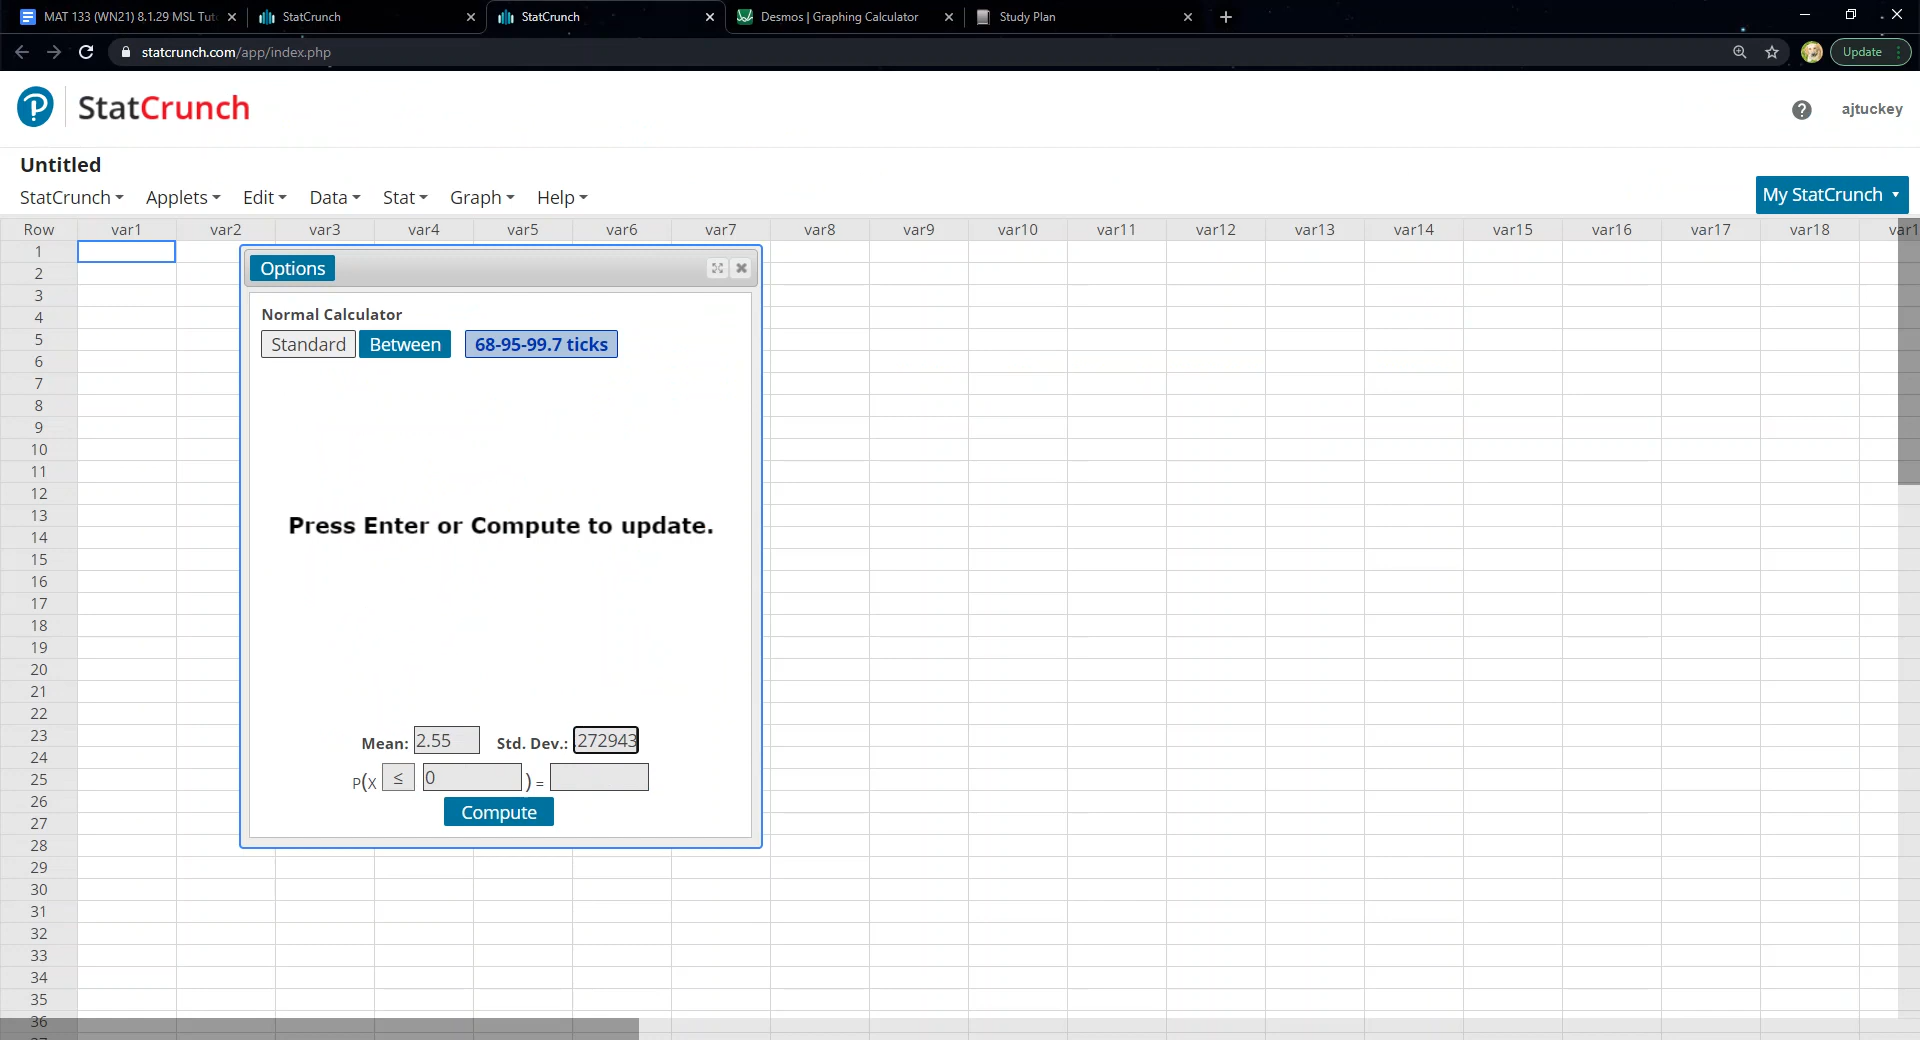 MAT 133 (WN21) 8.1.29 MSL Tut
StatCrunch
StatCrunch
Desmos | Graphing Calculator
Study Plan
statcrunch.com/app/index.php
Update
StatCrunch
ajtuckey
Untitled
StatCrunch Applets Edit Data Stat Graph Help
My StatCrunch
Row var1 var2 var3 var4 var5 var6 var7 var8 var9 var10 var11 var12 var13 var14 var15 var16 var17 var18 var1
1
2
3
4
5
6
7
8
9
10
11
12
13
14
15
16
17
18
19
20
21
22
23
24
25
26
27
28
29
30
31
32
33
34
35
36
Options
Normal Calculator
Standard Between 68-95-99.7 ticks
Press Enter or Compute to update.
Mean: 2.55 Std. Dev.: .272943
P(X ≤ 0 ) =
Compute